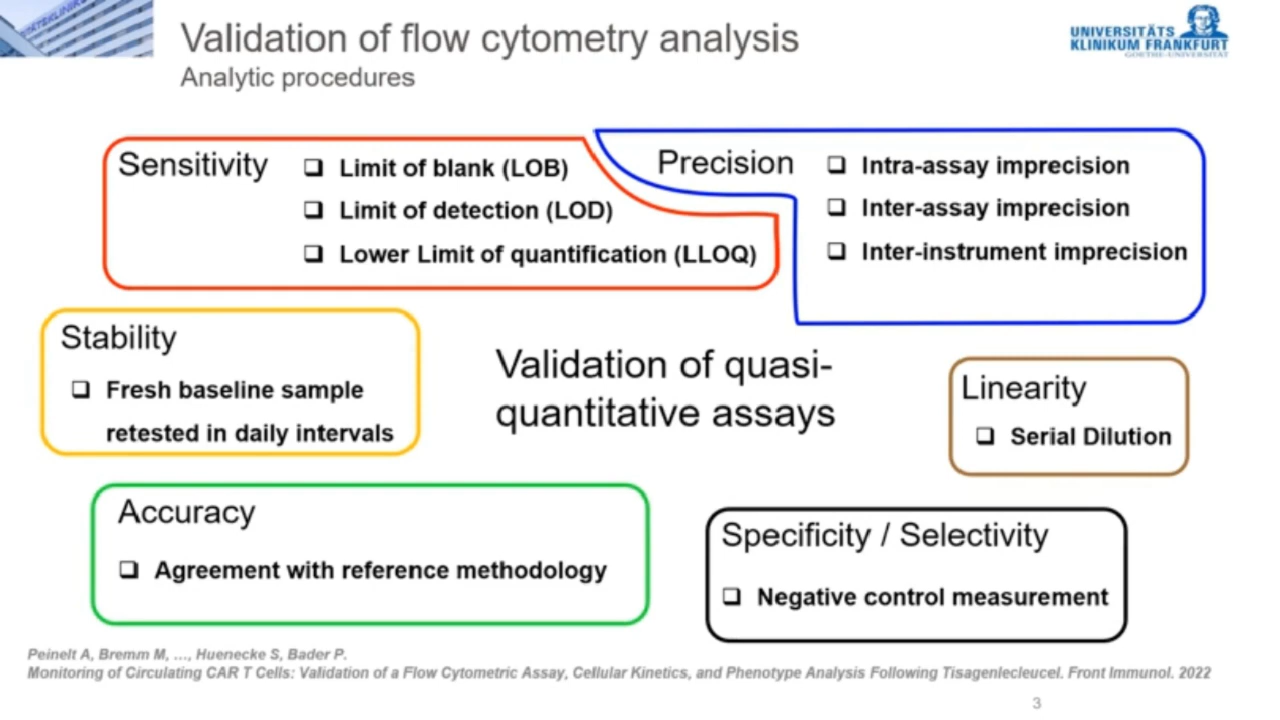 Validation of flow cytometry analysis
Analytic procedures
UNIVERSITÄTS
KLINIKUM FRANKFURT
GOETHE-UNIVERSITÄT
Sensitivity
❑ Limit of blank (LOB)
❑ Limit of detection (LOD)
❑ Lower Limit of quantification (LLOQ)
Precision
❑ Intra-assay imprecision
❑ Inter-assay imprecision
❑ Inter-instrument imprecision
Stability
❑ Fresh baseline sample
retested in daily intervals
Validation of quasi-
quantitative assays
Linearity
❑ Serial Dilution
Accuracy
❑ Agreement with reference methodology
Specificity / Selectivity
❑ Negative control measurement
Peinelt A, Bremm M, ..., Huenecke S, Bader P.
Monitoring of Circulating CAR T Cells: Validation of a Flow Cytometric Assay, Cellular Kinetics, and Phenotype Analysis Following Tisagenlecleucel. Front Immunol. 2022
3